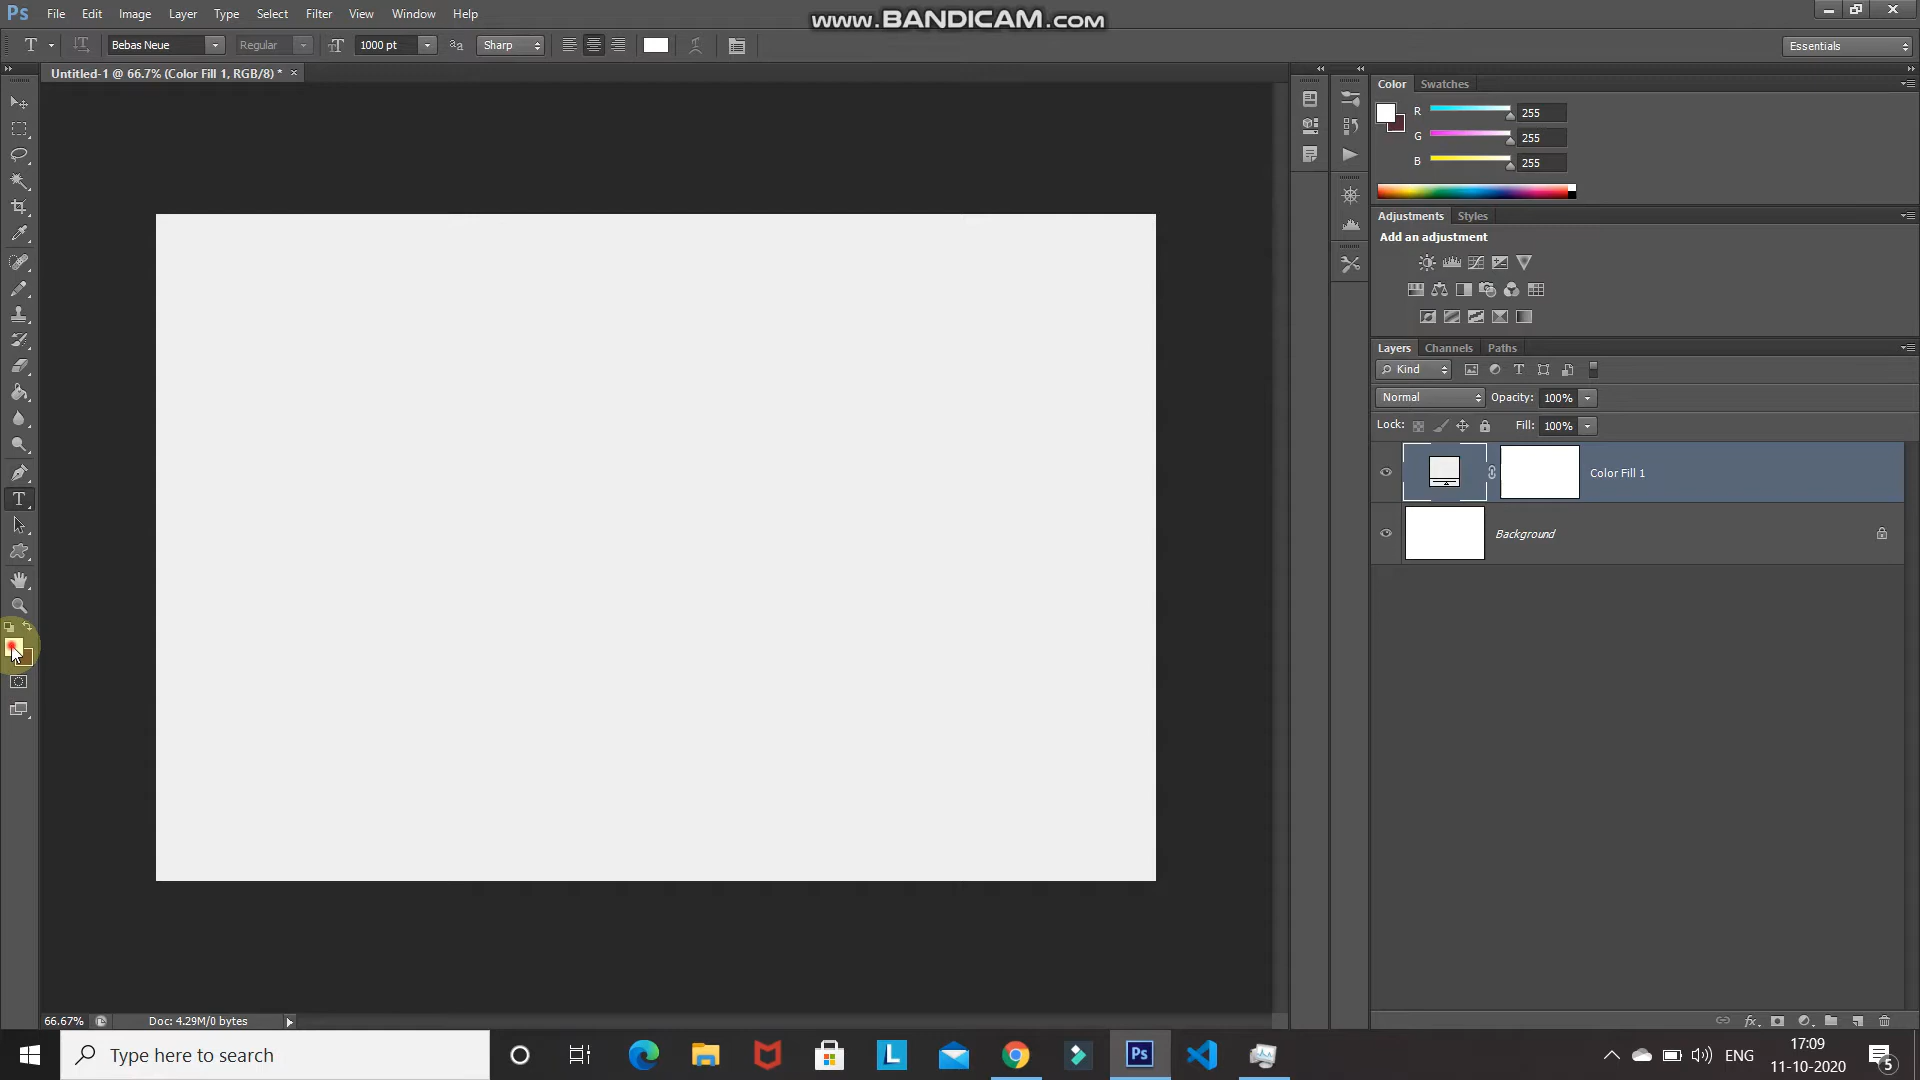 www.BANDICAM.com
Ps File Edit Image Layer Type Select Filter View Window Help
T Bebas Neue Regular 1000 pt Sharp Essentials
Untitled-1 @ 66.7% (Color Fill 1, RGB/8) * ×
Color Swatches
R 255
G 255
B 255
Adjustments Styles
Add an adjustment
Layers Channels Paths
Kind
Normal Opacity: 100%
Lock: Fill: 100%
Color Fill 1
Background
66.67% Doc: 4.29M/0 bytes
Type here to search
L
Ps
ENG
17:09
11-10-2020
5